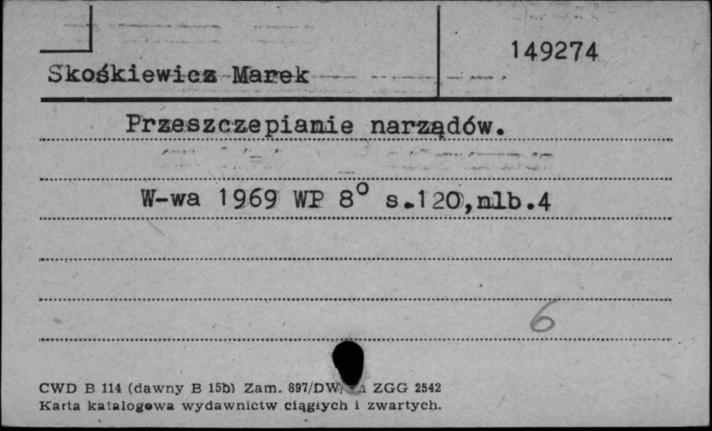 149274
Skośkiewicz Marek
Przeszczepianie narządów.
W-wa 1969 WP 8° s.120,nlb.4
6
CWD B 114 (dawny B 15b) Zam. 897/DW/ ZGG 2542
Karta katalogowa wydawnictw ciągłych i zwartych.